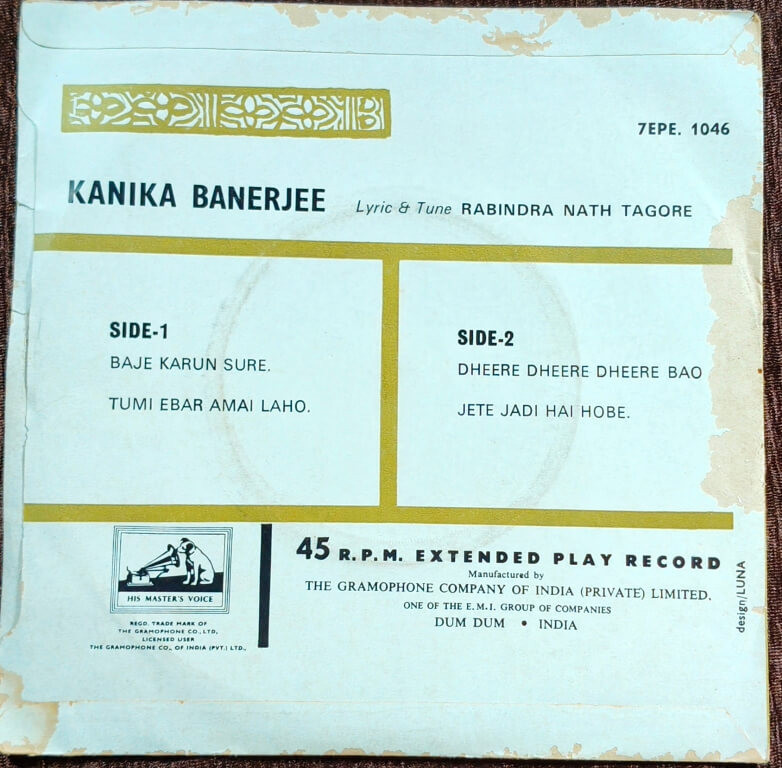 7EPE. 1046
KANIKA BANERJEE Lyric & Tune RABINDRA NATH TAGORE
SIDE-1
BAJE KARUN SURE.
TUMI EBAR AMAI LAHO.
SIDE-2
DHEERE DHEERE DHEERE BAO
JETE JADI HAI HOBE.
HIS MASTER'S VOICE
REGD. TRADE MARK OF
THE GRAMOPHONE CO., LTD,
LICENSED USER
THE GRAMOPHONE CO., OF INDIA (PVT.) LTD.,
45 R.P.M. EXTENDED PLAY RECORD
Manufactured by
THE GRAMOPHONE COMPANY OF INDIA (PRIVATE) LIMITED.
ONE OF THE E.M.I. GROUP OF COMPANIES
DUM DUM • INDIA
design/LUNA